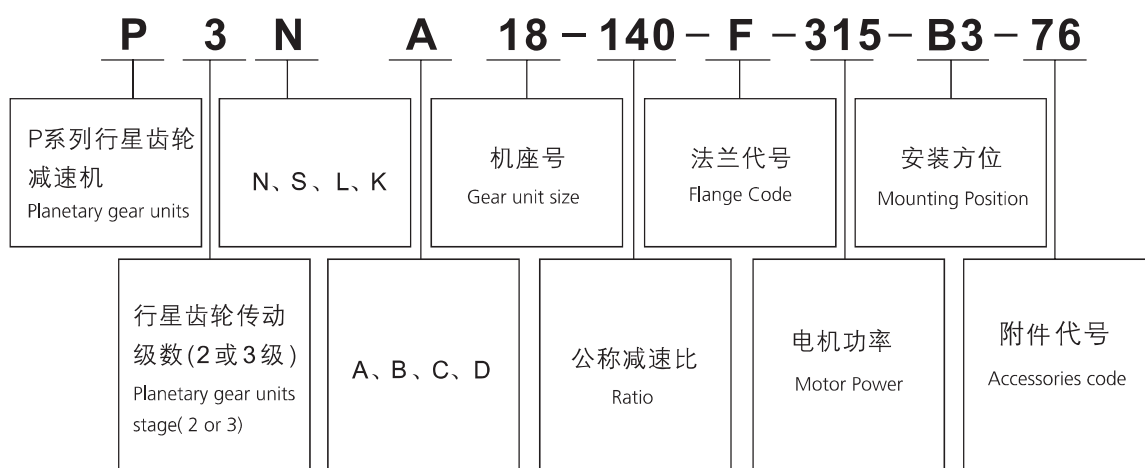 P 3 N A 18 - 140 - F - 315 - B3 - 76
P系列行星齿轮
减速机
Planetary gear units
N、S、L、K
机座号
Gear unit size
法兰代号
Flange Code
安装方位
Mounting Position
行星齿轮传动
级数(2或3级)
Planetary gear units
stage( 2 or 3)
A、B、C、D
公称减速比
Ratio
电机功率
Motor Power
附件代号
Accessories code